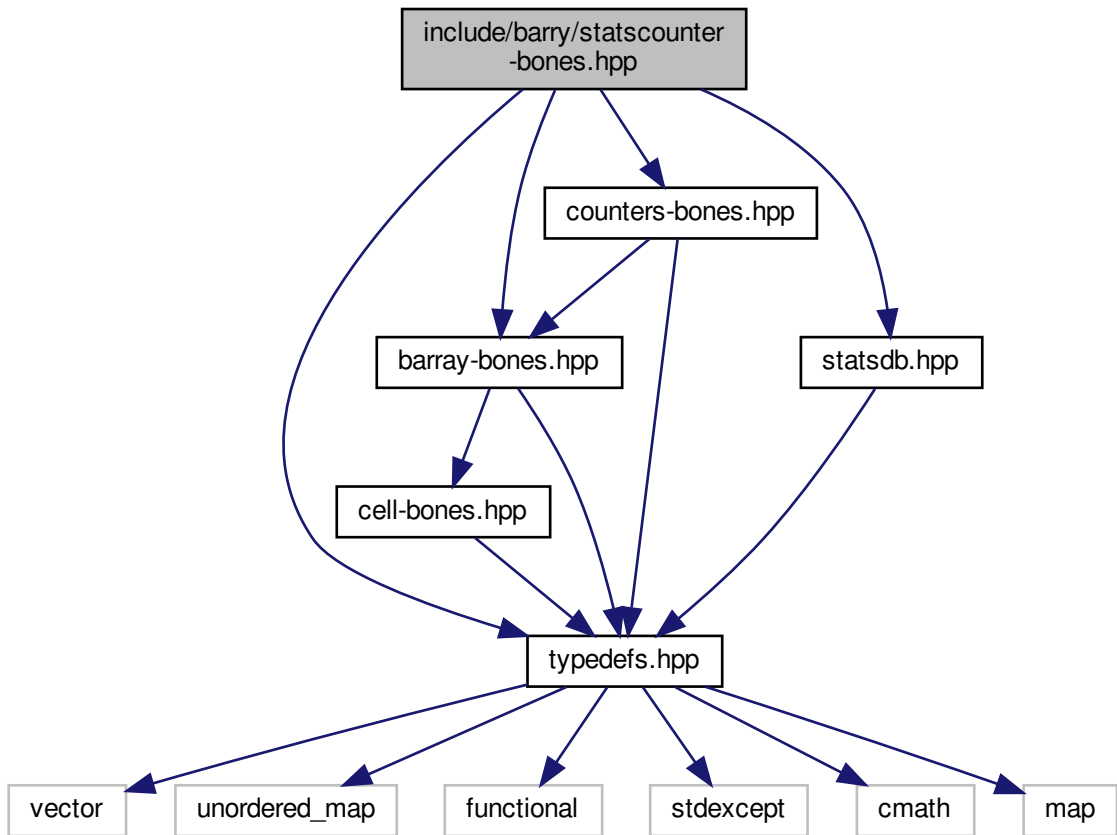 include/barry/statscounter
-bones.hpp
counters-bones.hpp
barray-bones.hpp
statsdb.hpp
cell-bones.hpp
typedefs.hpp
vector
unordered_map
functional
stdexcept
cmath
map